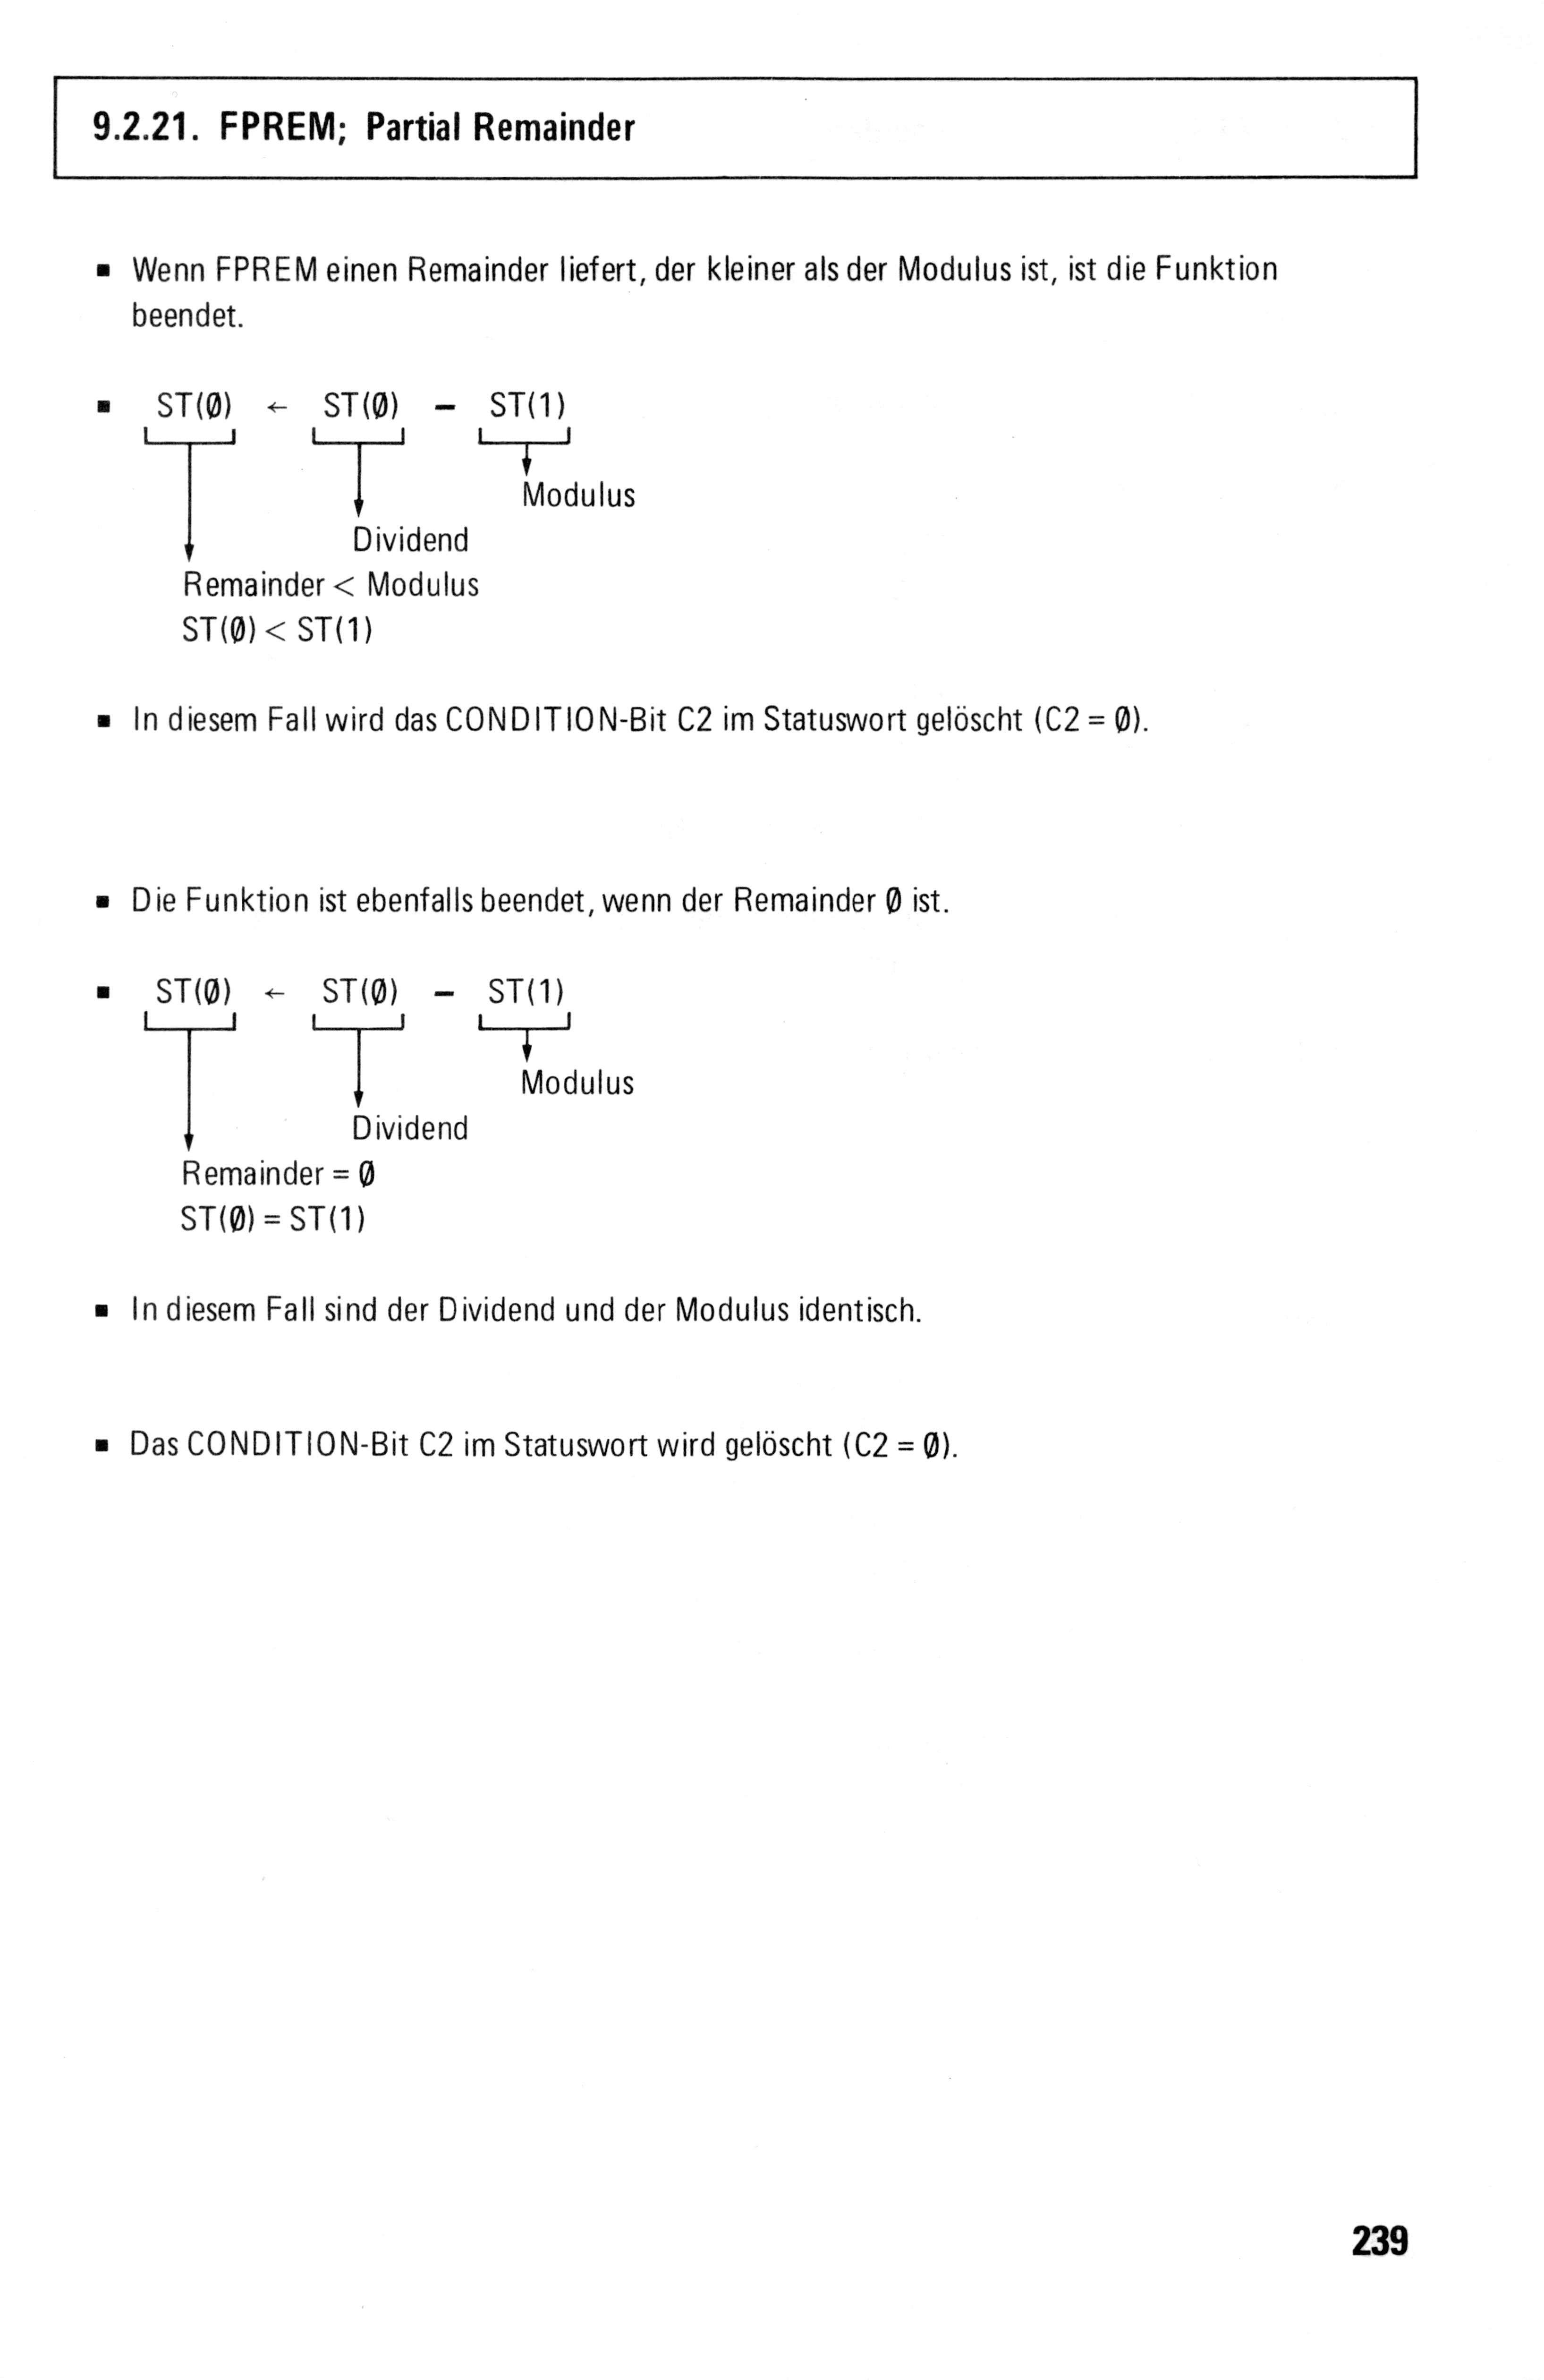 9.2.21. FPREM; Partial Remainder
▪ Wenn FPREM einen Remainder liefert, der kleiner als der Modulus ist, ist die Funktion
beendet.
▪ ST(Ø) ← ST(Ø) – ST(1)
Modulus
Dividend
Remainder < Modulus
ST(Ø) < ST(1)
▪ In diesem Fall wird das CONDITION-Bit C2 im Statuswort gelöscht (C2 = Ø).
▪ Die Funktion ist ebenfalls beendet, wenn der Remainder Ø ist.
▪ ST(Ø) ← ST(Ø) – ST(1)
Modulus
Dividend
Remainder = Ø
ST(Ø) = ST(1)
▪ In diesem Fall sind der Dividend und der Modulus identisch.
▪ Das CONDITION-Bit C2 im Statuswort wird gelöscht (C2 = Ø).
239